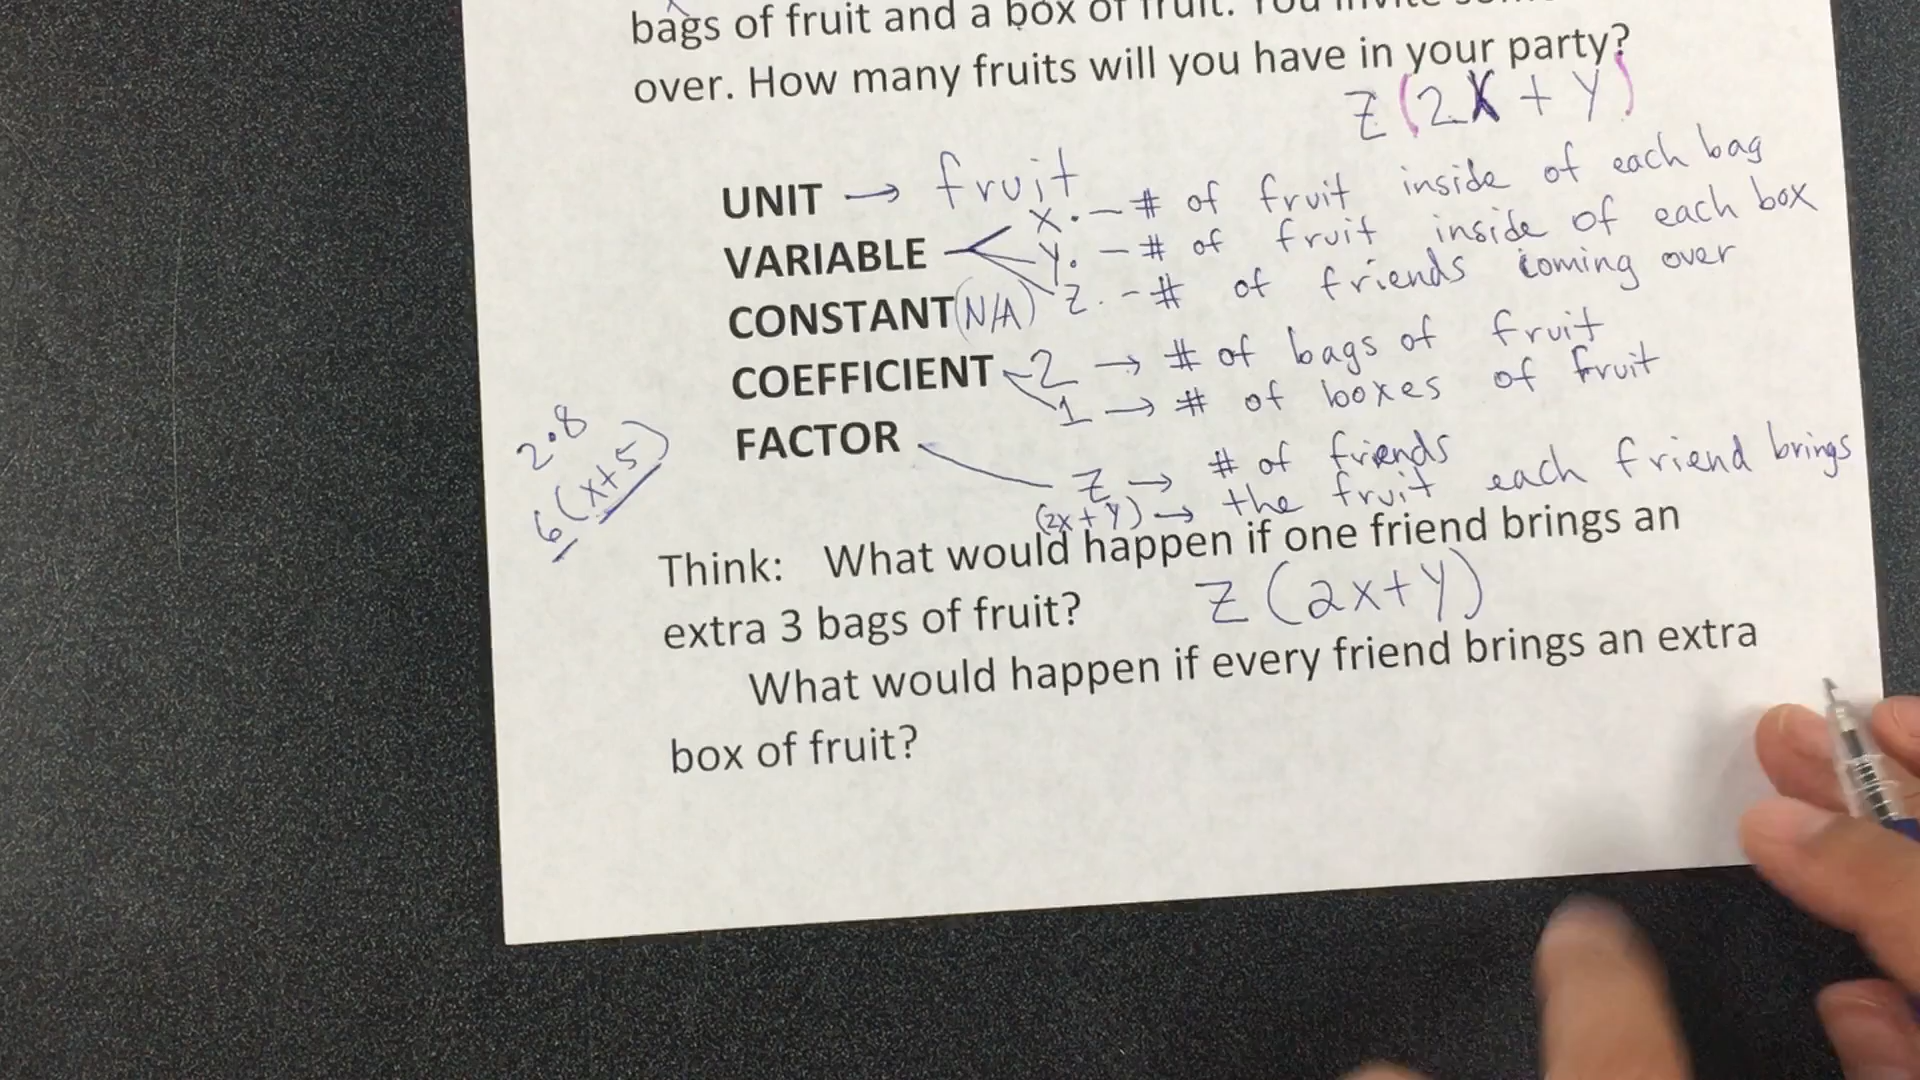 bags of fruit and a box of fruit. You invite
over. How many fruits will you have in your party?
Z (2X + Y)
UNIT → fruit
VARIABLE
x. - # of fruit inside of each bag
y. - # of fruit inside of each box
z. - # of friends coming over
CONSTANT (N/A)
COEFFICIENT 2 → # of bags of fruit
1 → # of boxes of fruit
FACTOR
Z → # of friends
(2x + y) → the fruit each friend brings
2·8
6(x+5)
Think: What would happen if one friend brings an
extra 3 bags of fruit? Z (2x+y)
What would happen if every friend brings an extra
box of fruit?